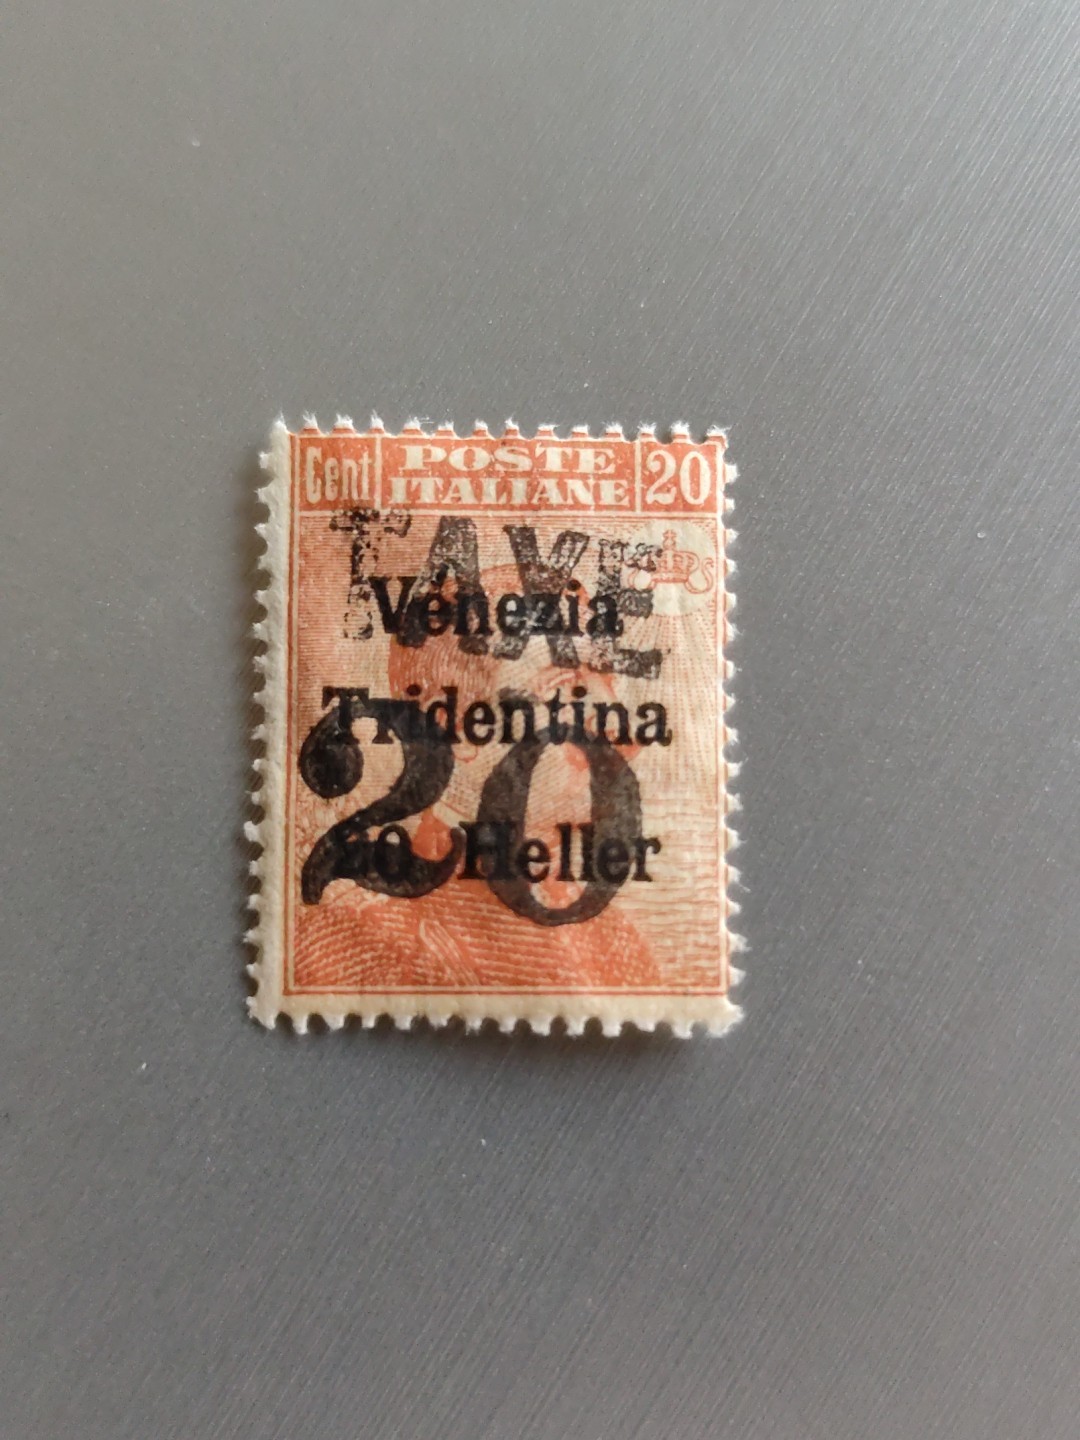 Cent POSTE ITALIANE 20
TAXE
Venezia
Tridentina
20
20 Heller